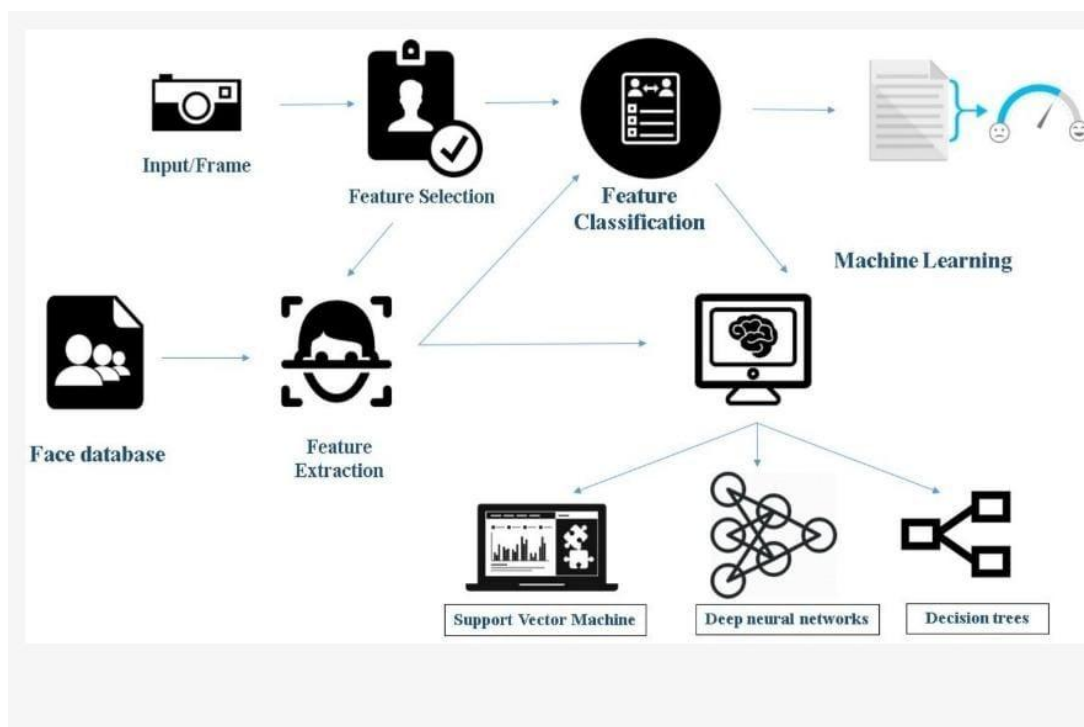 Input/Frame
Feature Selection
Feature
Classification
Machine Learning
Face database
Feature
Extraction
Support Vector Machine
Deep neural networks
Decision trees